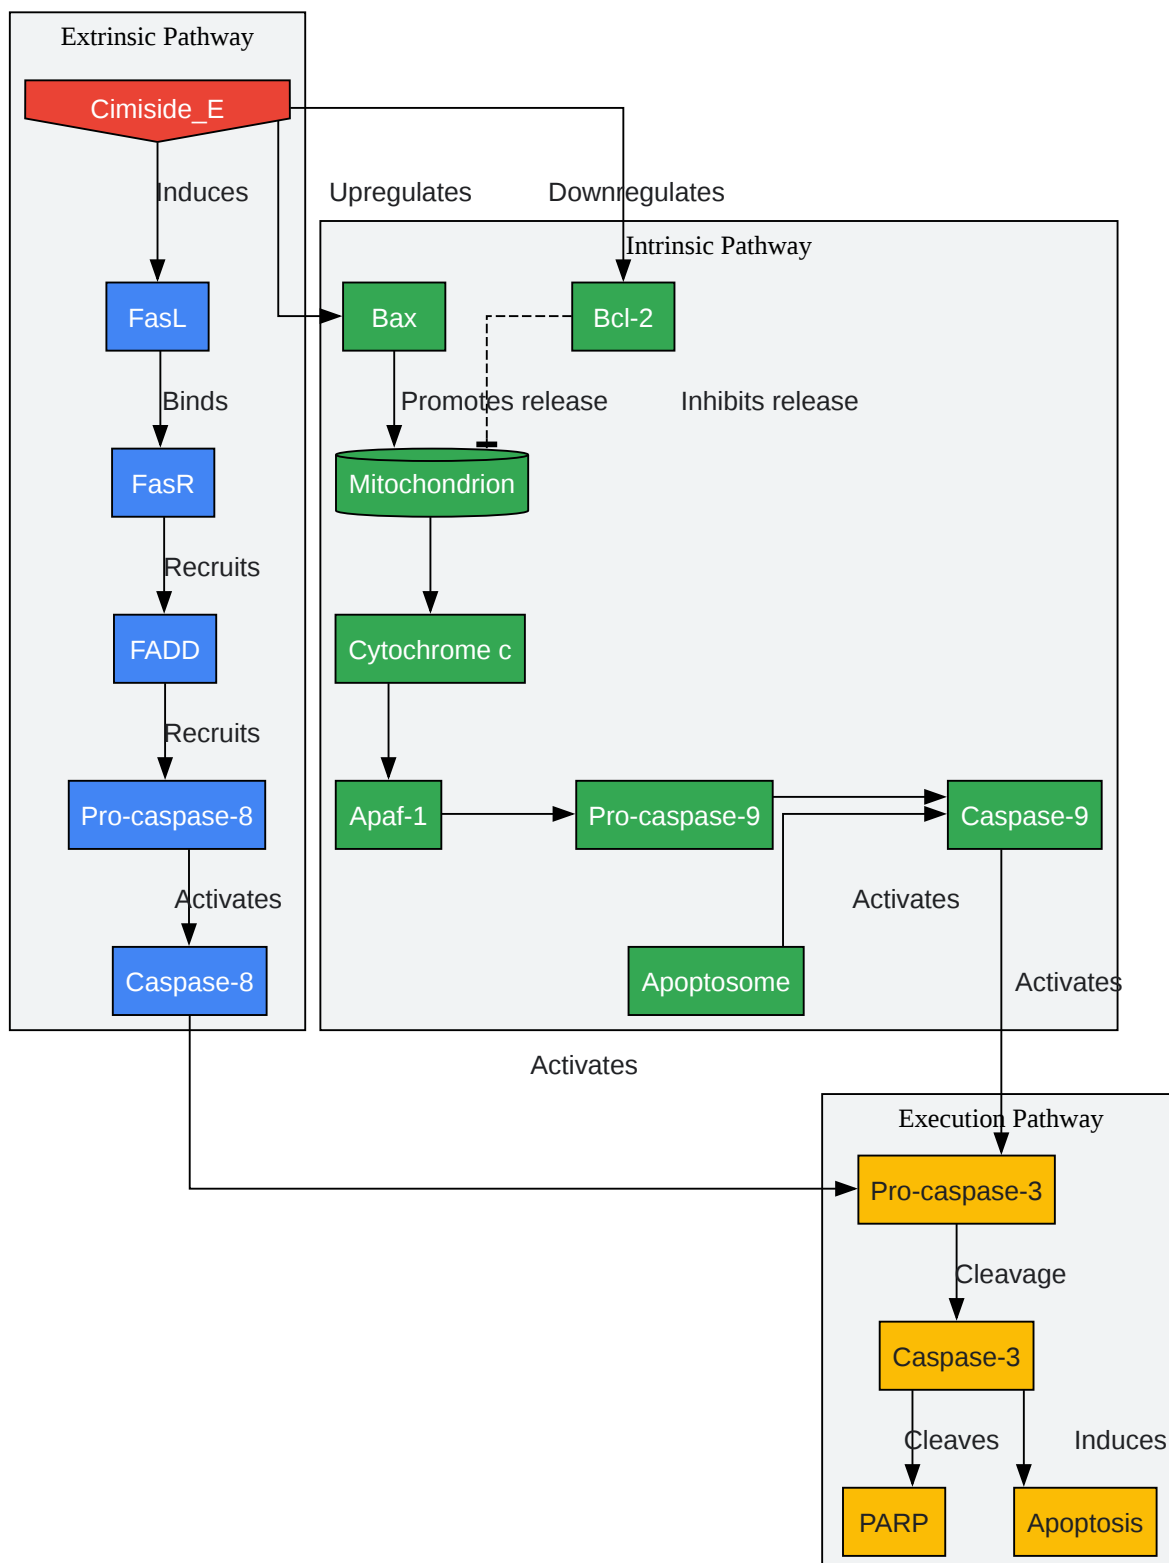 Extrinsic Pathway
Cimiside_E
Induces
Upregulates
Downregulates
Intrinsic Pathway
FasL
Bax
Bcl-2
Binds
Promotes release
Inhibits release
FasR
Mitochondrion
Recruits
FADD
Cytochrome c
Recruits
Pro-caspase-8
Apaf-1
Pro-caspase-9
Caspase-9
Activates
Activates
Caspase-8
Apoptosome
Activates
Activates
Execution Pathway
Pro-caspase-3
Cleavage
Caspase-3
Cleaves
Induces
PARP
Apoptosis